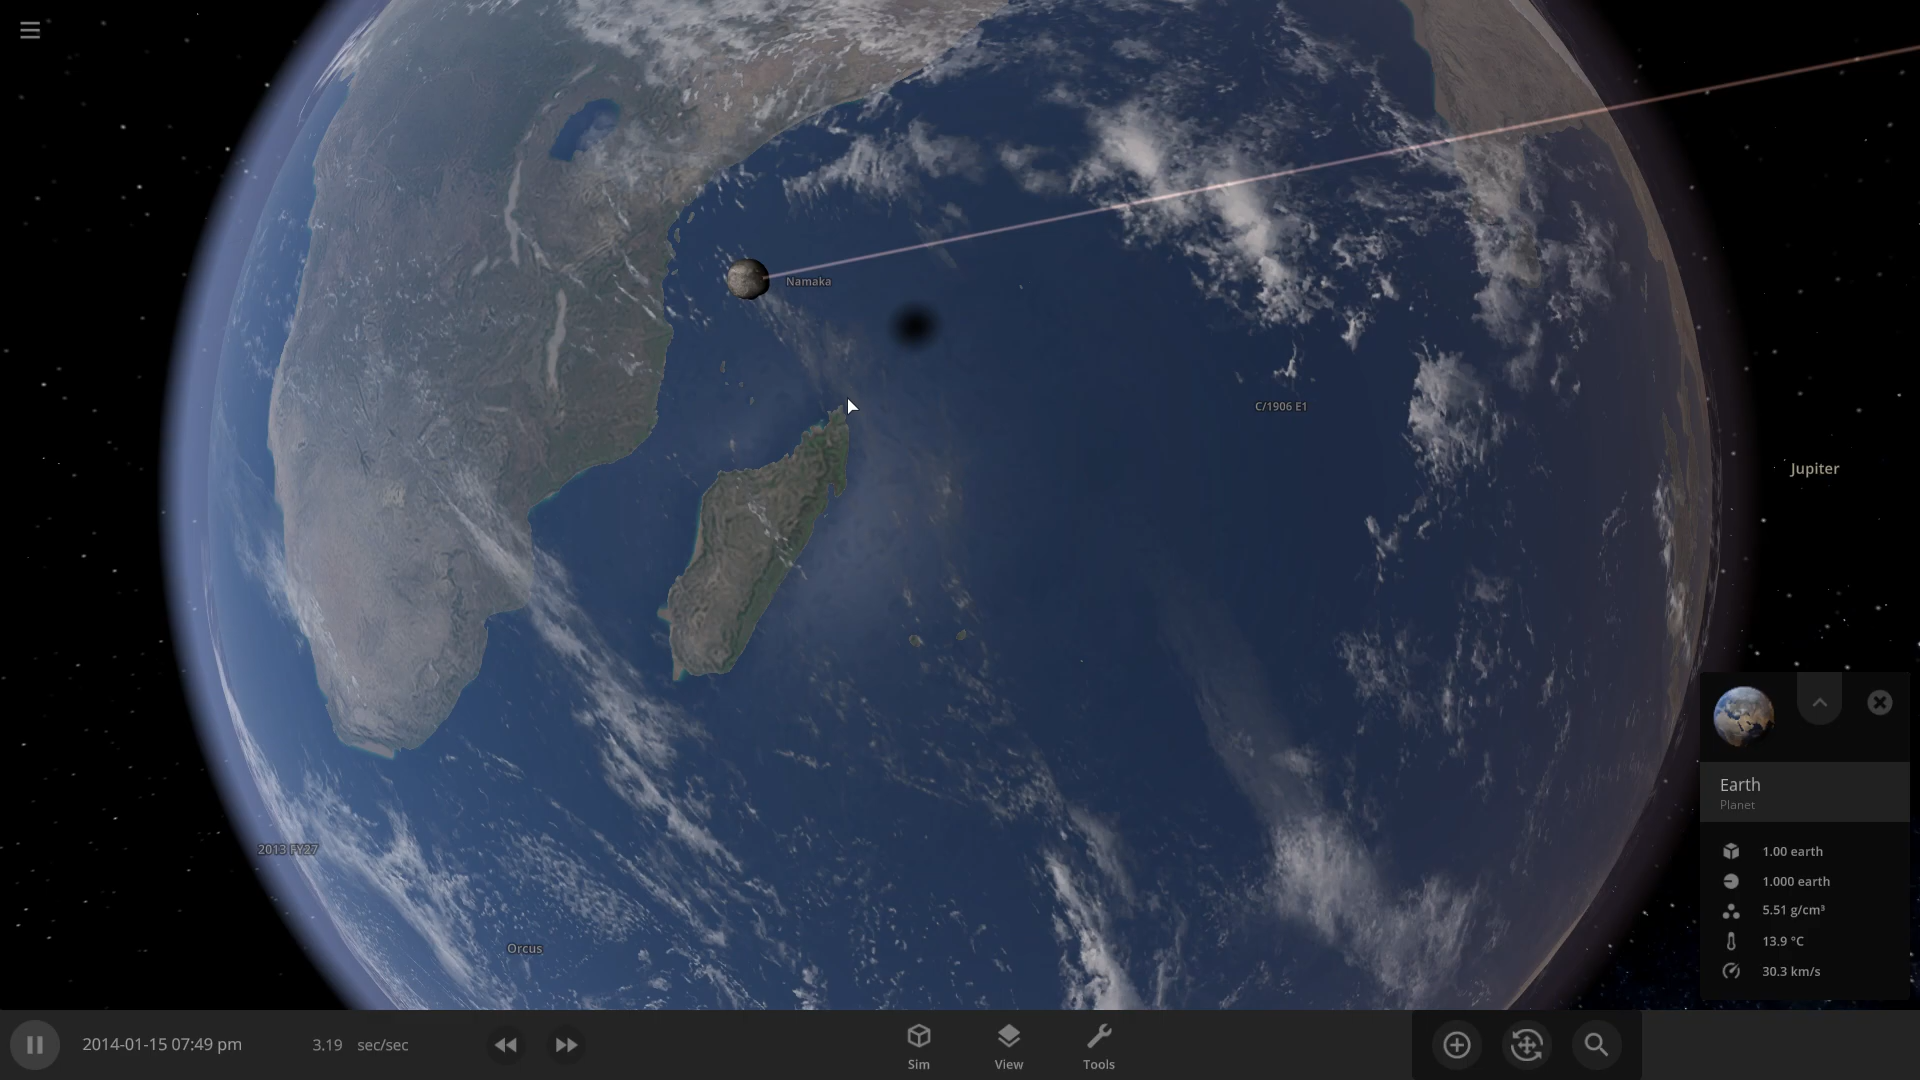 Namaka
C/1906 E1
Jupiter
Earth
Planet
2013 FY27
1.00 earth
1.000 earth
5.51 g/cm³
13.9 °C
Orcus
30.3 km/s
2014-01-15 07:49 pm
3.19 sec/sec
Sim
View
Tools